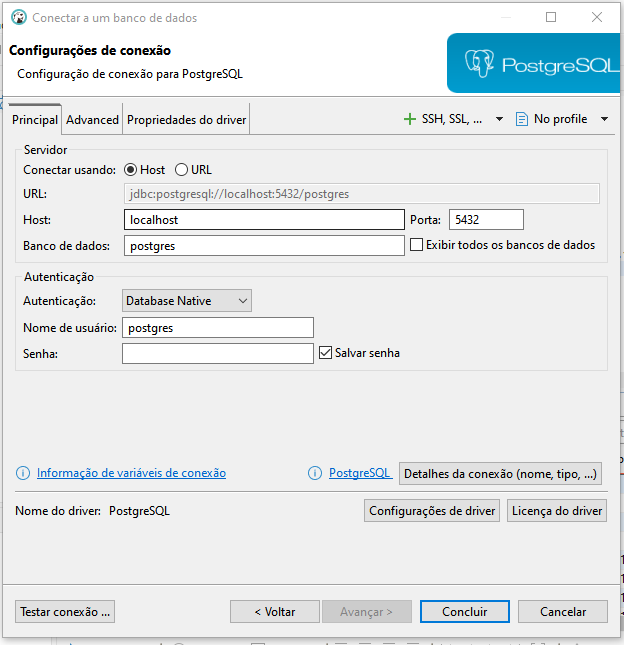 Conectar a um banco de dados
Configurações de conexão
Configuração de conexão para PostgreSQL
PostgreSQL
Principal Advanced Propriedades do driver SSH, SSL, ... No profile
Servidor
Conectar usando: Host URL
URL: jdbc:postgresql://localhost:5432/postgres
Host: localhost Porta: 5432
Banco de dados: postgres Exibir todos os bancos de dados
Autenticação
Autenticação: Database Native
Nome de usuário: postgres
Senha: Salvar senha
Informação de variáveis de conexão PostgreSQL Detalhes da conexão (nome, tipo, ...)
Nome do driver: PostgreSQL Configurações de driver Licença do driver
Testar conexão ... < Voltar Avançar > Concluir Cancelar